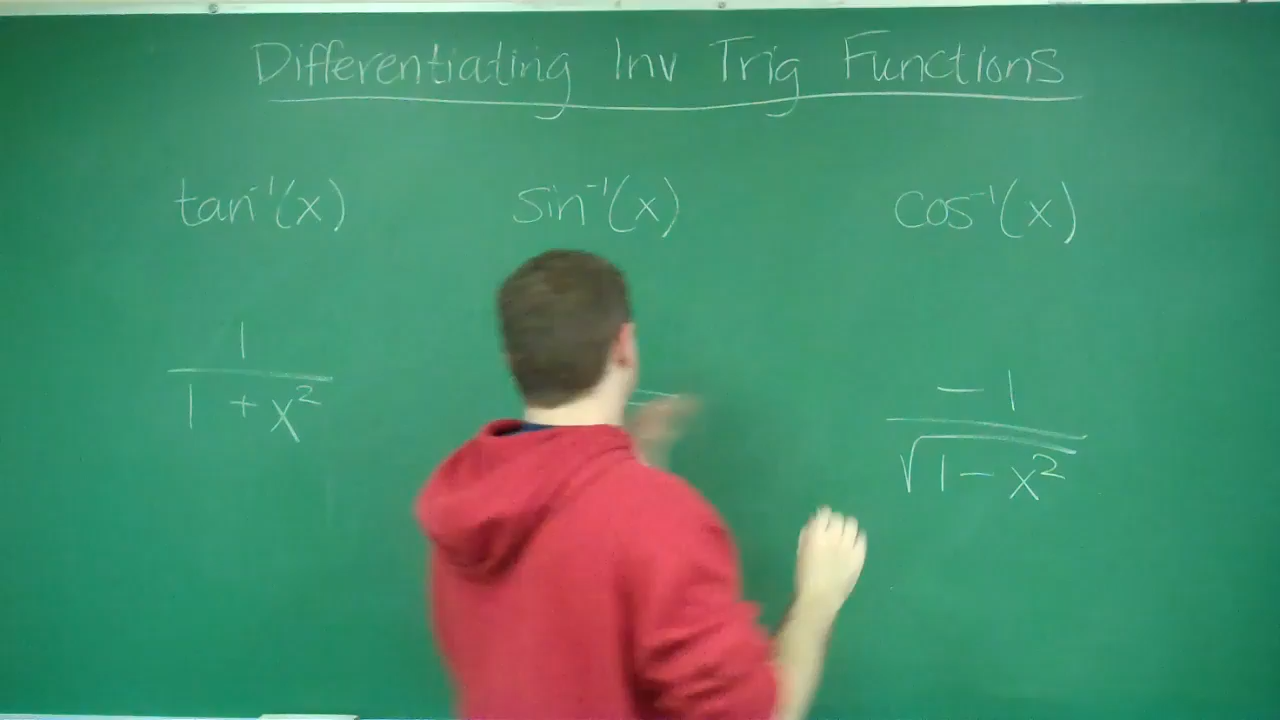 Differentiating Inv Trig Functions
tan⁻¹(x) sin⁻¹(x) cos⁻¹(x)
1
1 + x²
-1
√1 - x²